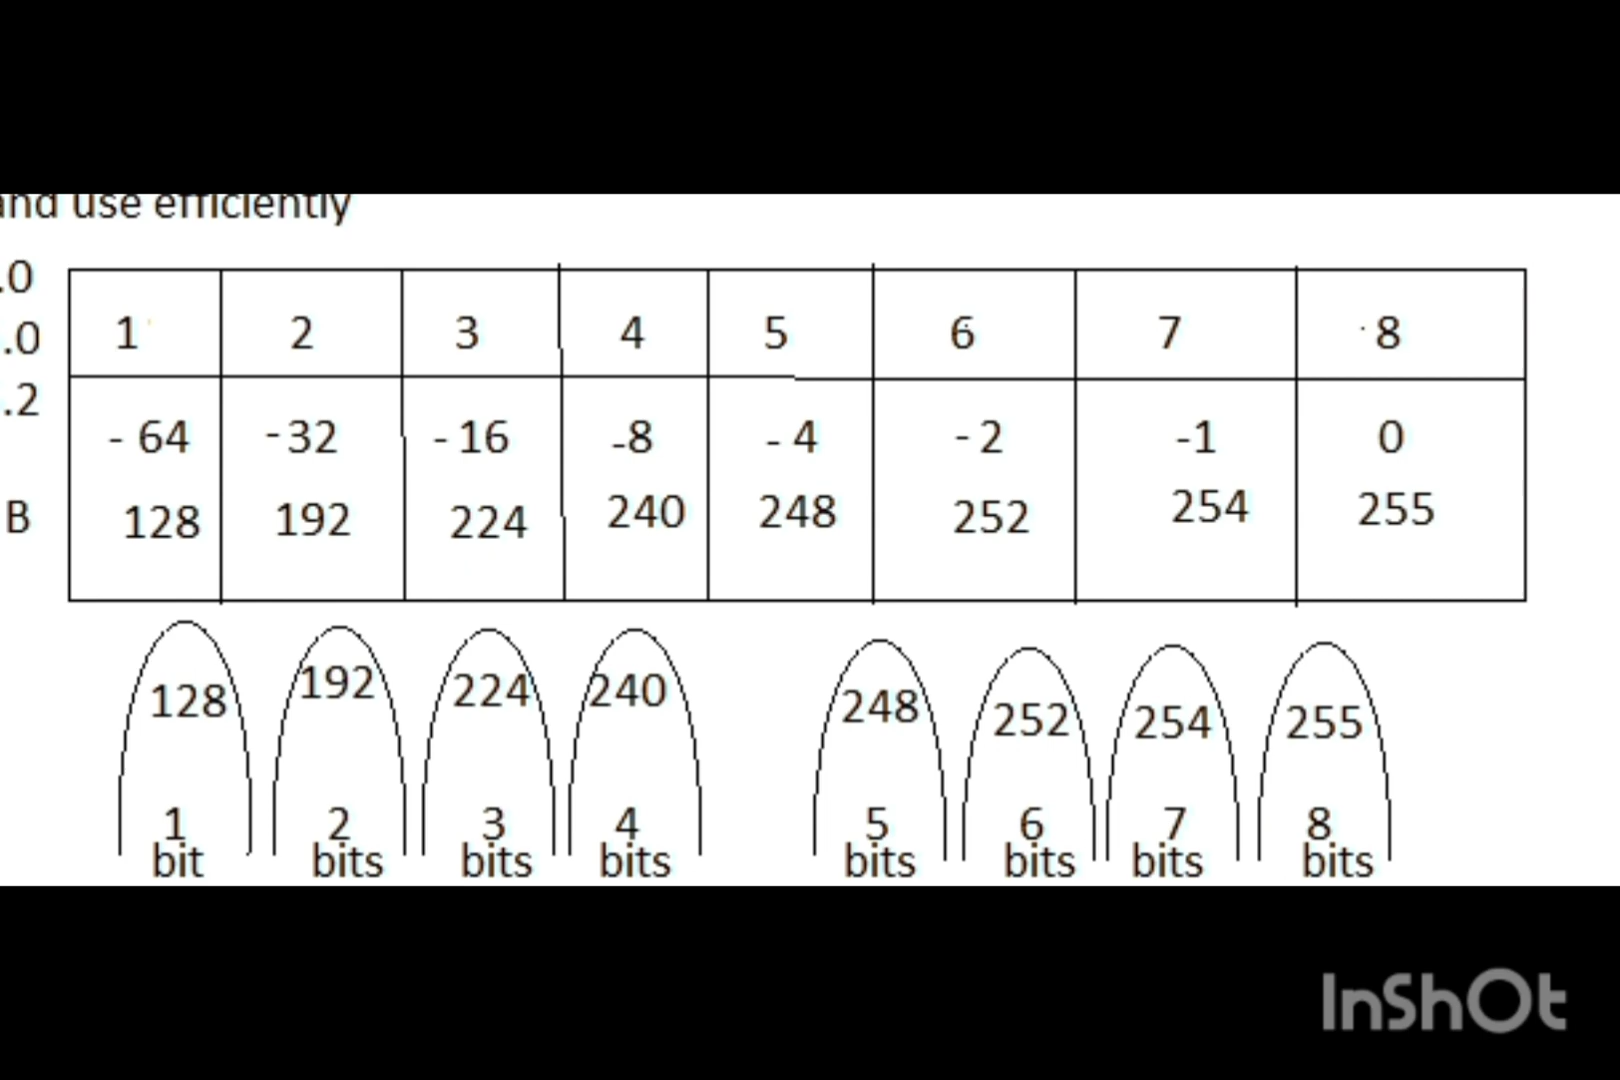 and use efficiently
.0
.0 1 2 3 4 5 6 7 8
.2
- 64 - 32 - 16 -8 - 4 - 2 -1 0
B 128 192 224 240 248 252 254 255
128 192 224 240 248 252 254 255
1 2 3 4 5 6 7 8
bit bits bits bits bits bits bits bits
InShOt